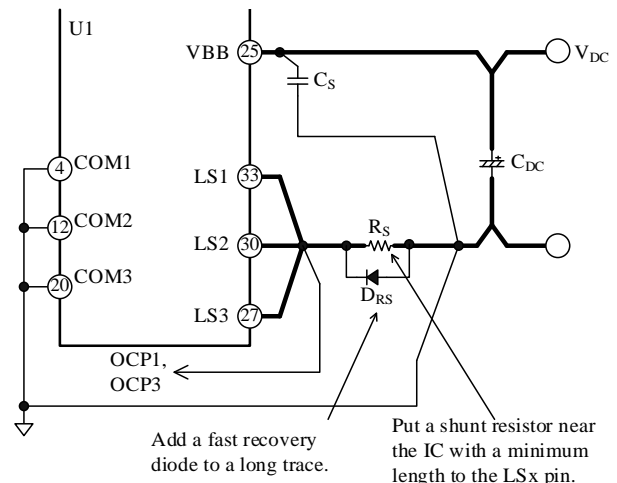 U1
VBB 25
V_DC
C_S
C_DC
4 COM1
33 LS1
12 COM2
R_S
LS2 30
20 COM3
D_RS
LS3 27
OCP1,
OCP3
Add a fast recovery
diode to a long trace.
Put a shunt resistor near
the IC with a minimum
length to the LSx pin.